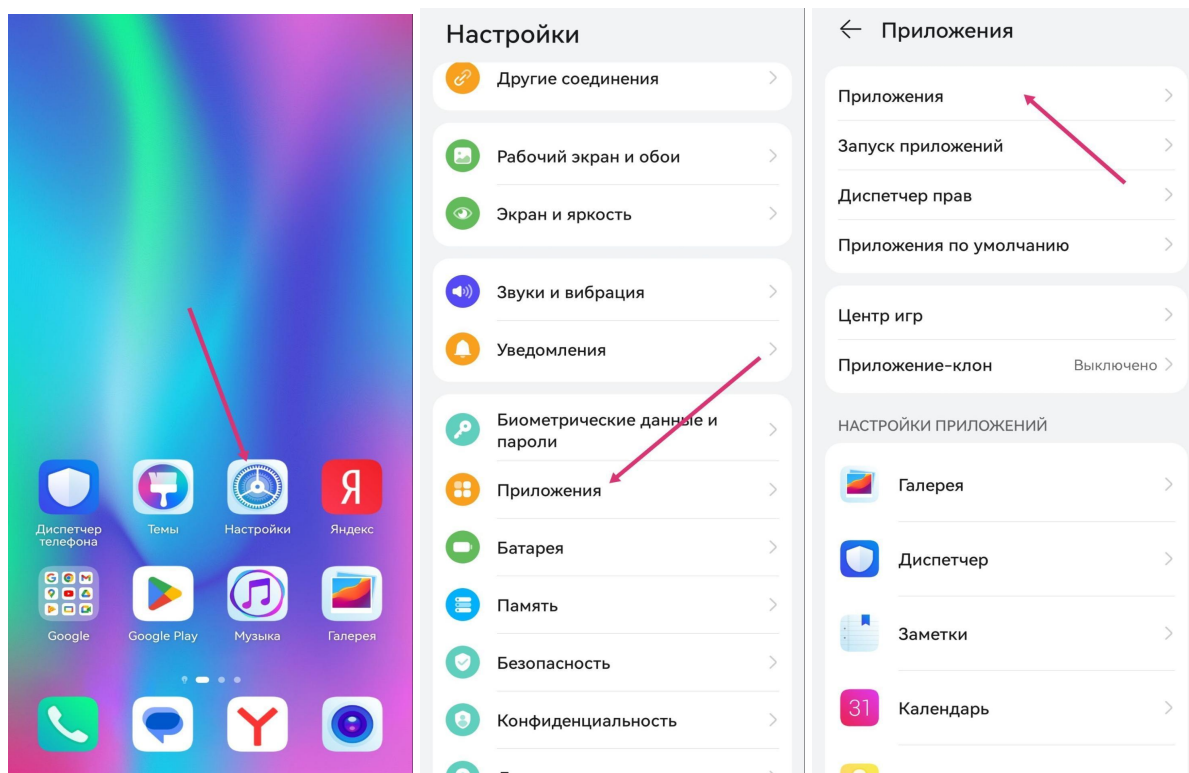 Диспетчер
телефона
Темы
Настройки
Я
Яндекс
Google
Google Play
Музыка
Галерея
Настройки
Другие соединения
Рабочий экран и обои
Экран и яркость
Звуки и вибрация
Уведомления
Биометрические данные и
пароли
Приложения
Батарея
Память
Безопасность
Конфиденциальность
Приложения
Приложения
Запуск приложений
Диспетчер прав
Приложения по умолчанию
Центр игр
Приложение-клон Выключено
НАСТРОЙКИ ПРИЛОЖЕНИЙ
Галерея
Диспетчер
Заметки
31 Календарь